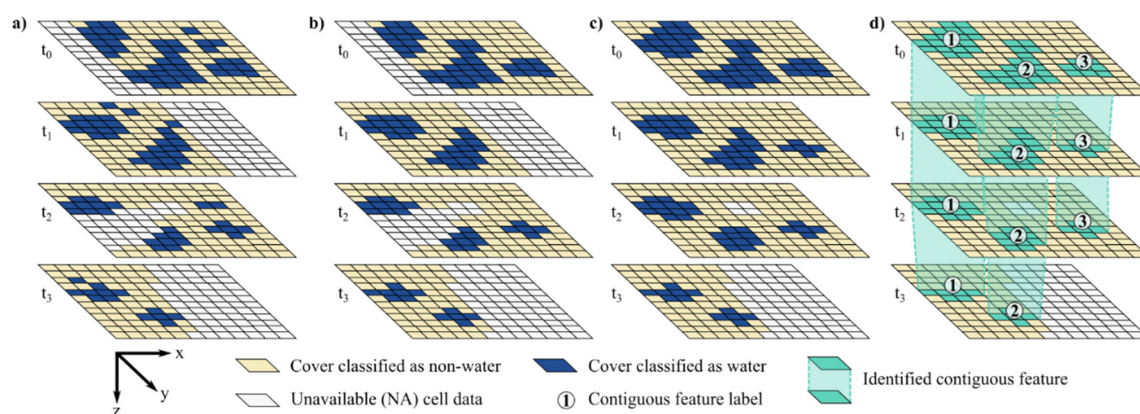 a)
b)
c)
d)
t0
t0
t0
t0
1
2
3
t1
t1
t1
t1
1
2
3
t2
t2
t2
t2
1
2
3
t3
t3
t3
t3
1
2
x
y
z
Cover classified as non-water
Cover classified as water
Identified contiguous feature
Unavailable (NA) cell data
1 Contiguous feature label